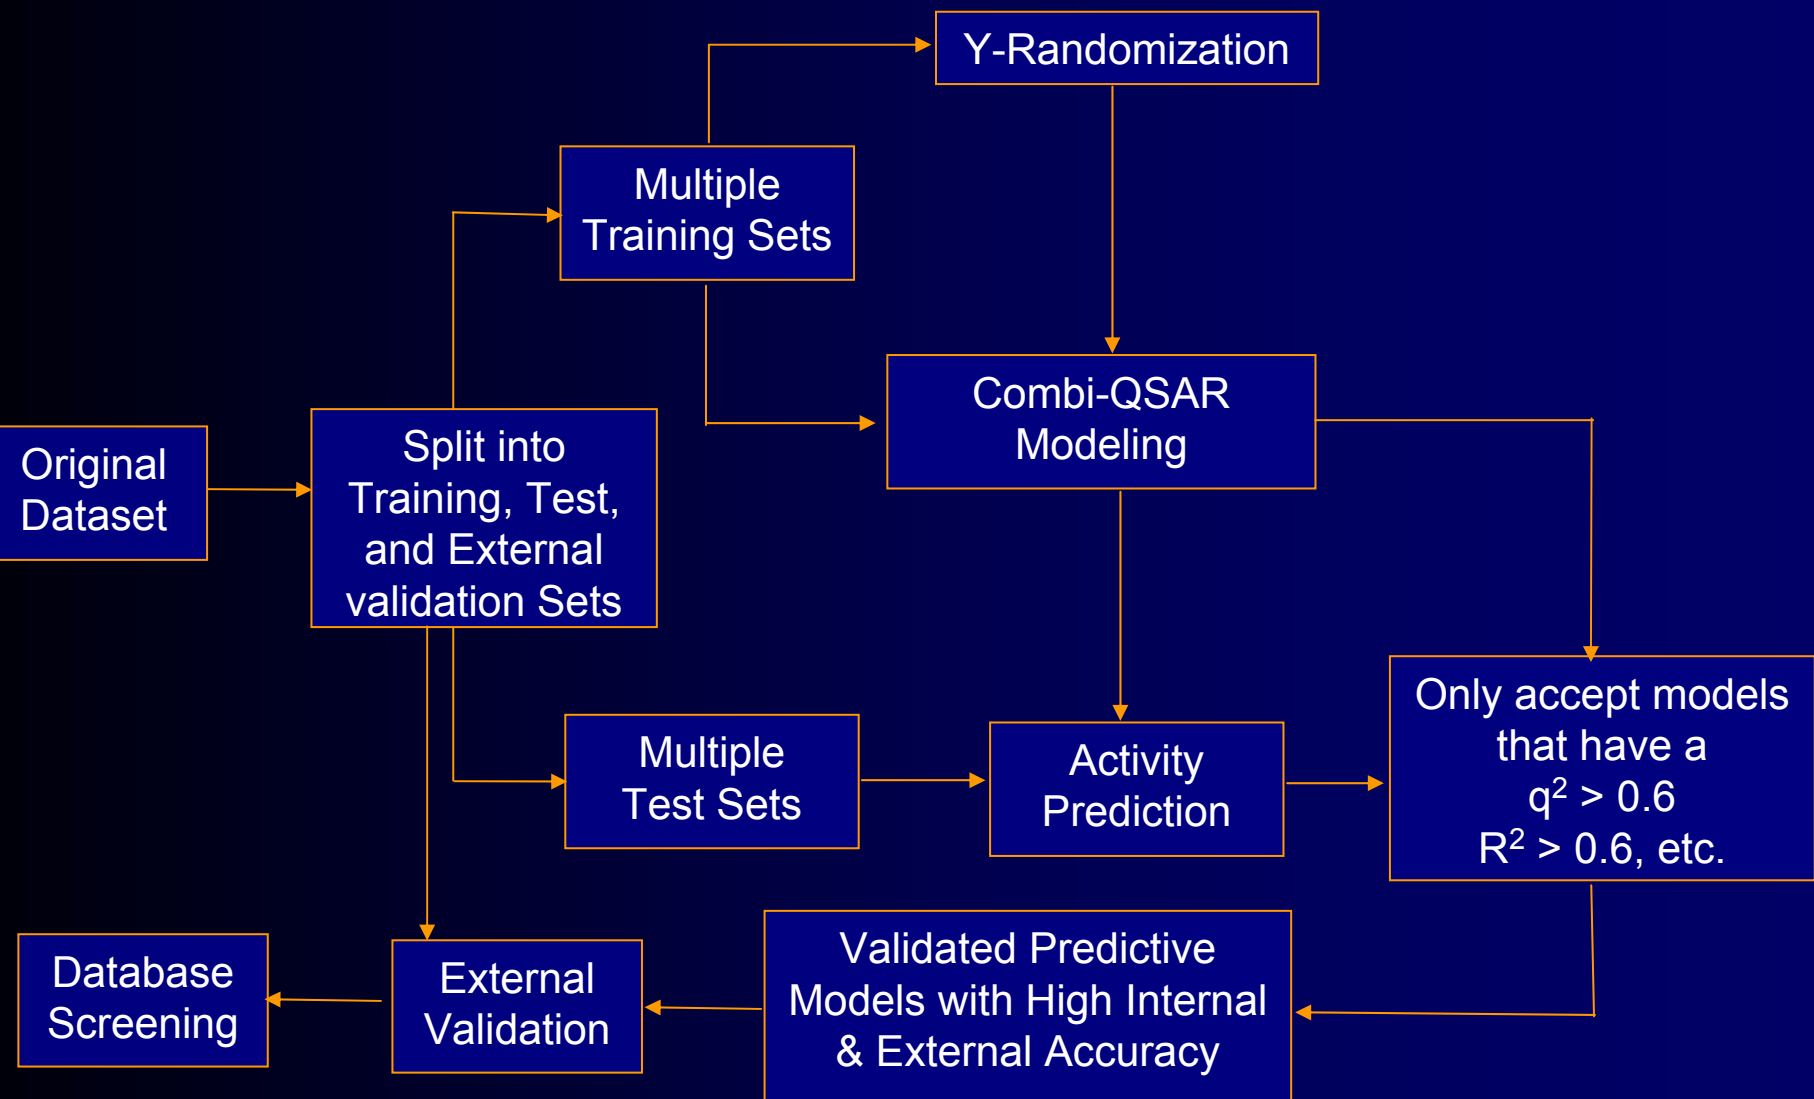 Y-Randomization
Multiple
Training Sets
Combi-QSAR
Modeling
Original
Dataset
Split into
Training, Test,
and External
validation Sets
Multiple
Test Sets
Activity
Prediction
Only accept models
that have a
q² > 0.6
R² > 0.6, etc.
Validated Predictive
Models with High Internal
& External Accuracy
External
Validation
Database
Screening